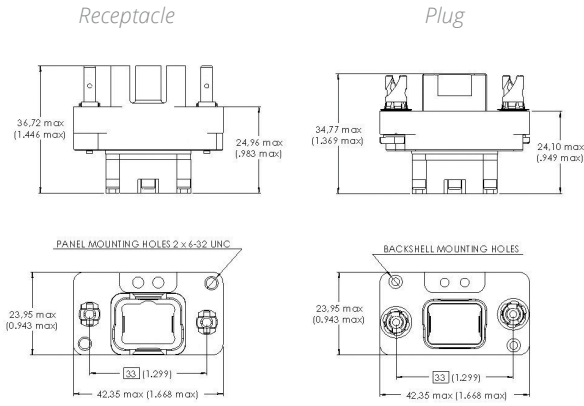 Receptacle
Plug
36,72 max
(1.446 max)
24,96 max
(.983 max)
34,77 max
(1.369 max)
24,10 max
(.949 max)
PANEL MOUNTING HOLES 2 x 6-32 UNC
BACKSHELL MOUNTING HOLES
23,95 max
(0.943 max)
33 (1.299)
42,35 max (1.668 max)
23,95 max
(0.943 max)
33 (1.299)
42,35 max (1.668 max)